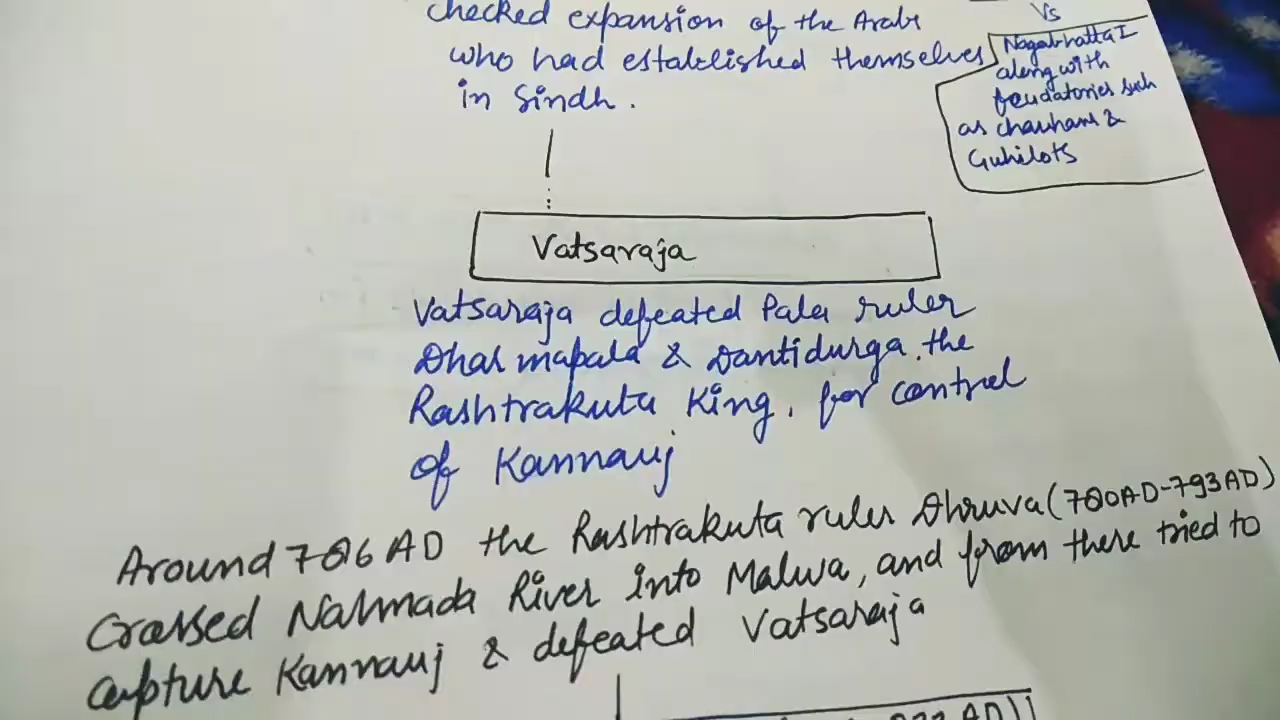 checked expansion of the Arabs
who had established themselves
in Sindh.
Vs
Nagabhatta I
along with
feudatories such
as chauhans &
Guhilots
Vatsaraja
Vatsaraja defeated Pala ruler
Dharmapala & Dantidurga, the
Rashtrakuta King, for control
of Kannauj
Around 786 AD the Rashtrakuta ruler Dhruva (780AD-793AD)
Crossed Narmada River into Malwa, and from there tried to
capture Kannauj & defeated Vatsaraja
AD)